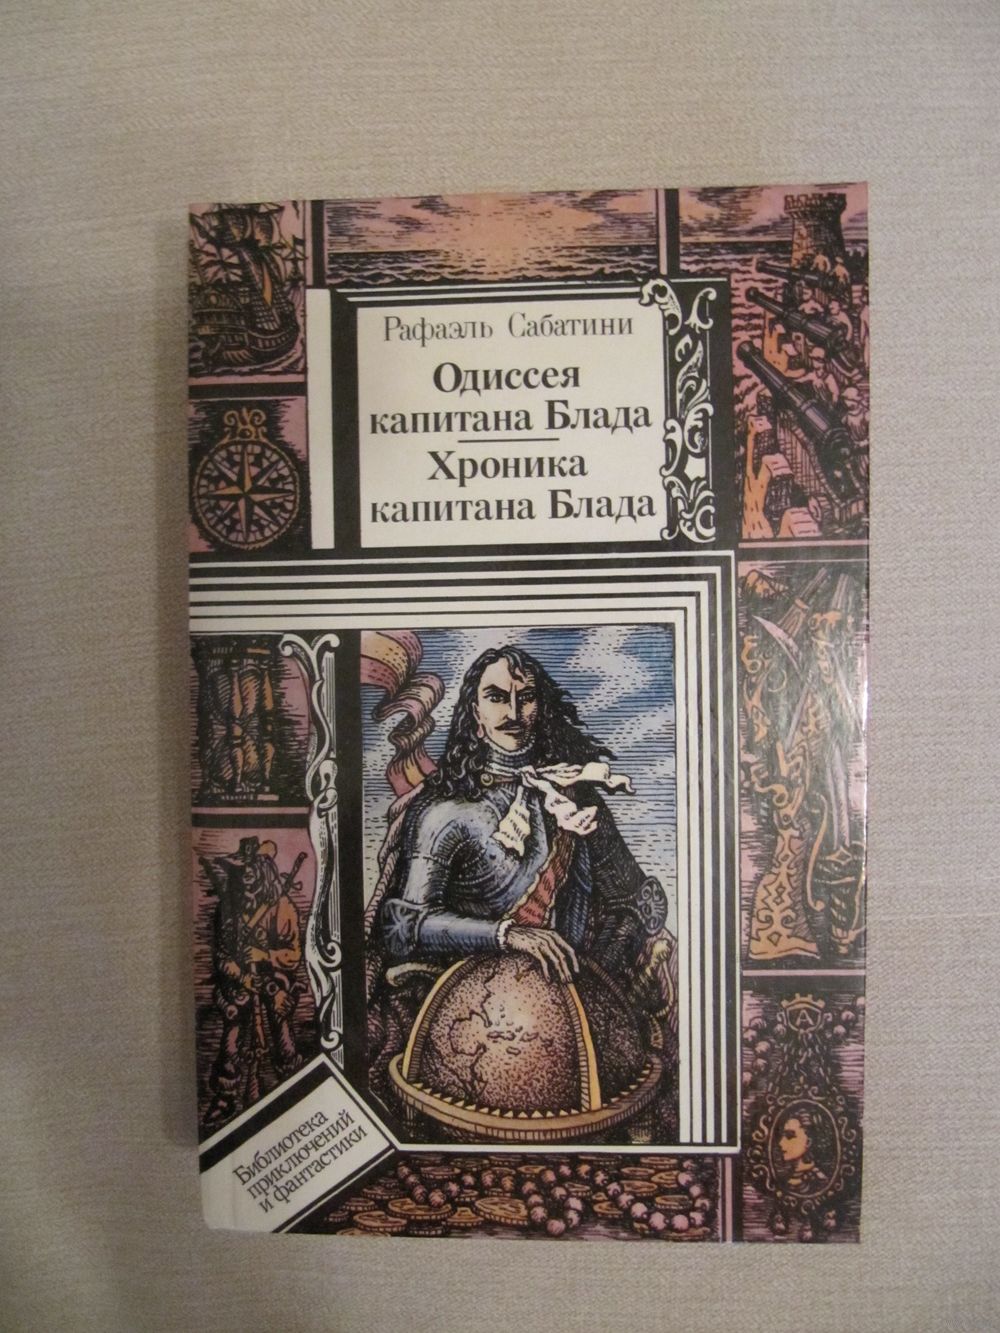 Рафаэль Сабатини
Одиссея
капитана Блада
Хроника
капитана Блада
Библиотека
приключений
и фантастики
А